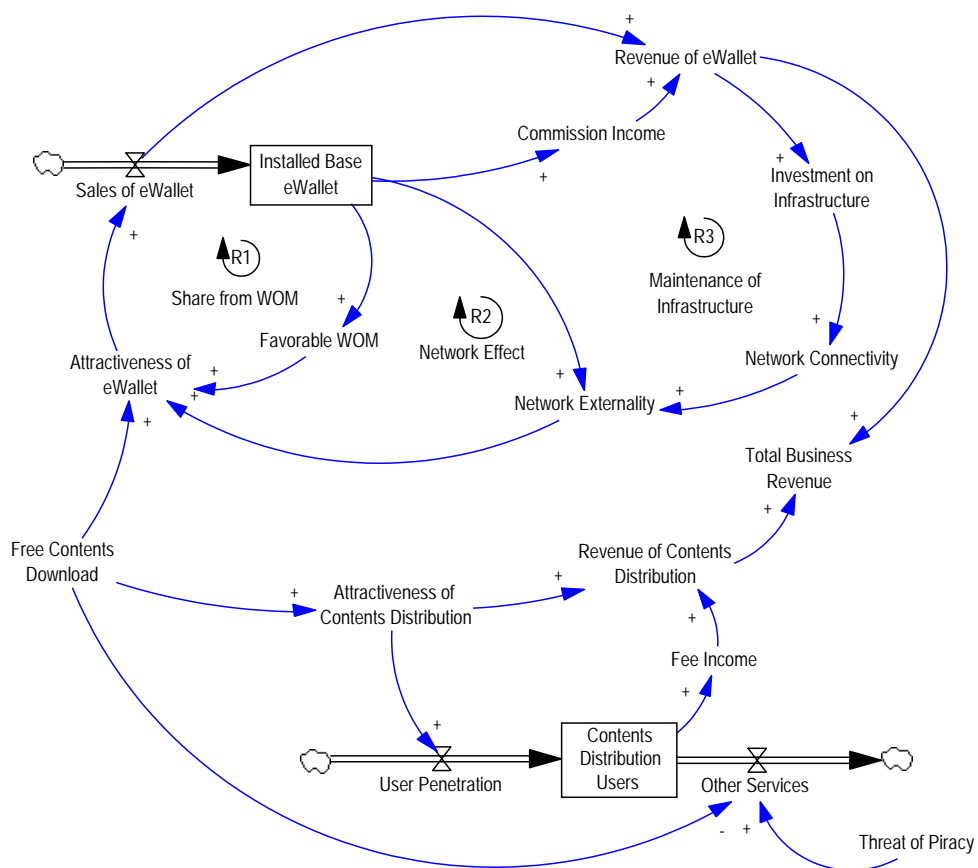 +
Revenue of eWallet
+
Commission Income
+
+
Installed Base
eWallet
Sales of eWallet
Investment on
Infrastructure
+
R1
R3
R2
Share from WOM
Maintenance of
Infrastructure
+
+
Favorable WOM
Network Effect
Network Connectivity
Attractiveness of
eWallet
+
+
+
+
+
Network Externality
+
Total Business
Revenue
+
Free Contents
Download
Revenue of Contents
Distribution
+
+
Attractiveness of
Contents Distribution
+
Fee Income
+
+
Contents
Distribution
Users
User Penetration
Other Services
-
+
Threat of Piracy